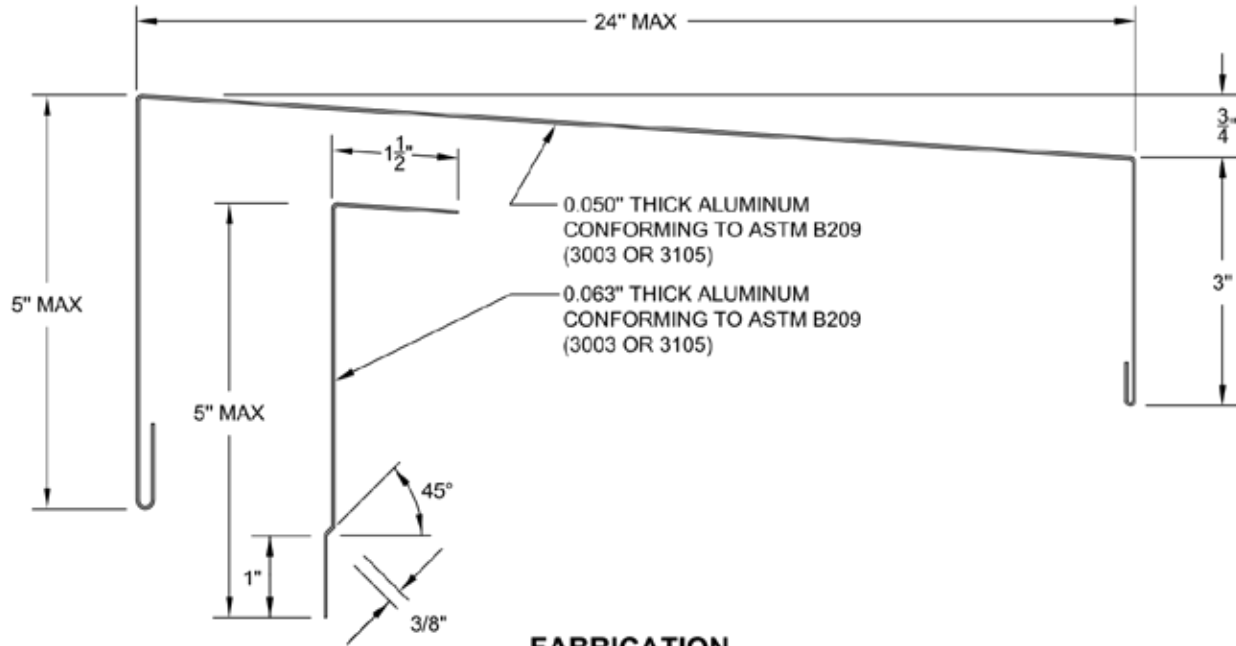 24" MAX
3/4"
1 1/2"
0.050" THICK ALUMINUM
CONFORMING TO ASTM B209
(3003 OR 3105)
3"
5" MAX
0.063" THICK ALUMINUM
CONFORMING TO ASTM B209
(3003 OR 3105)
5" MAX
45°
1"
3/8"
FABRICATION